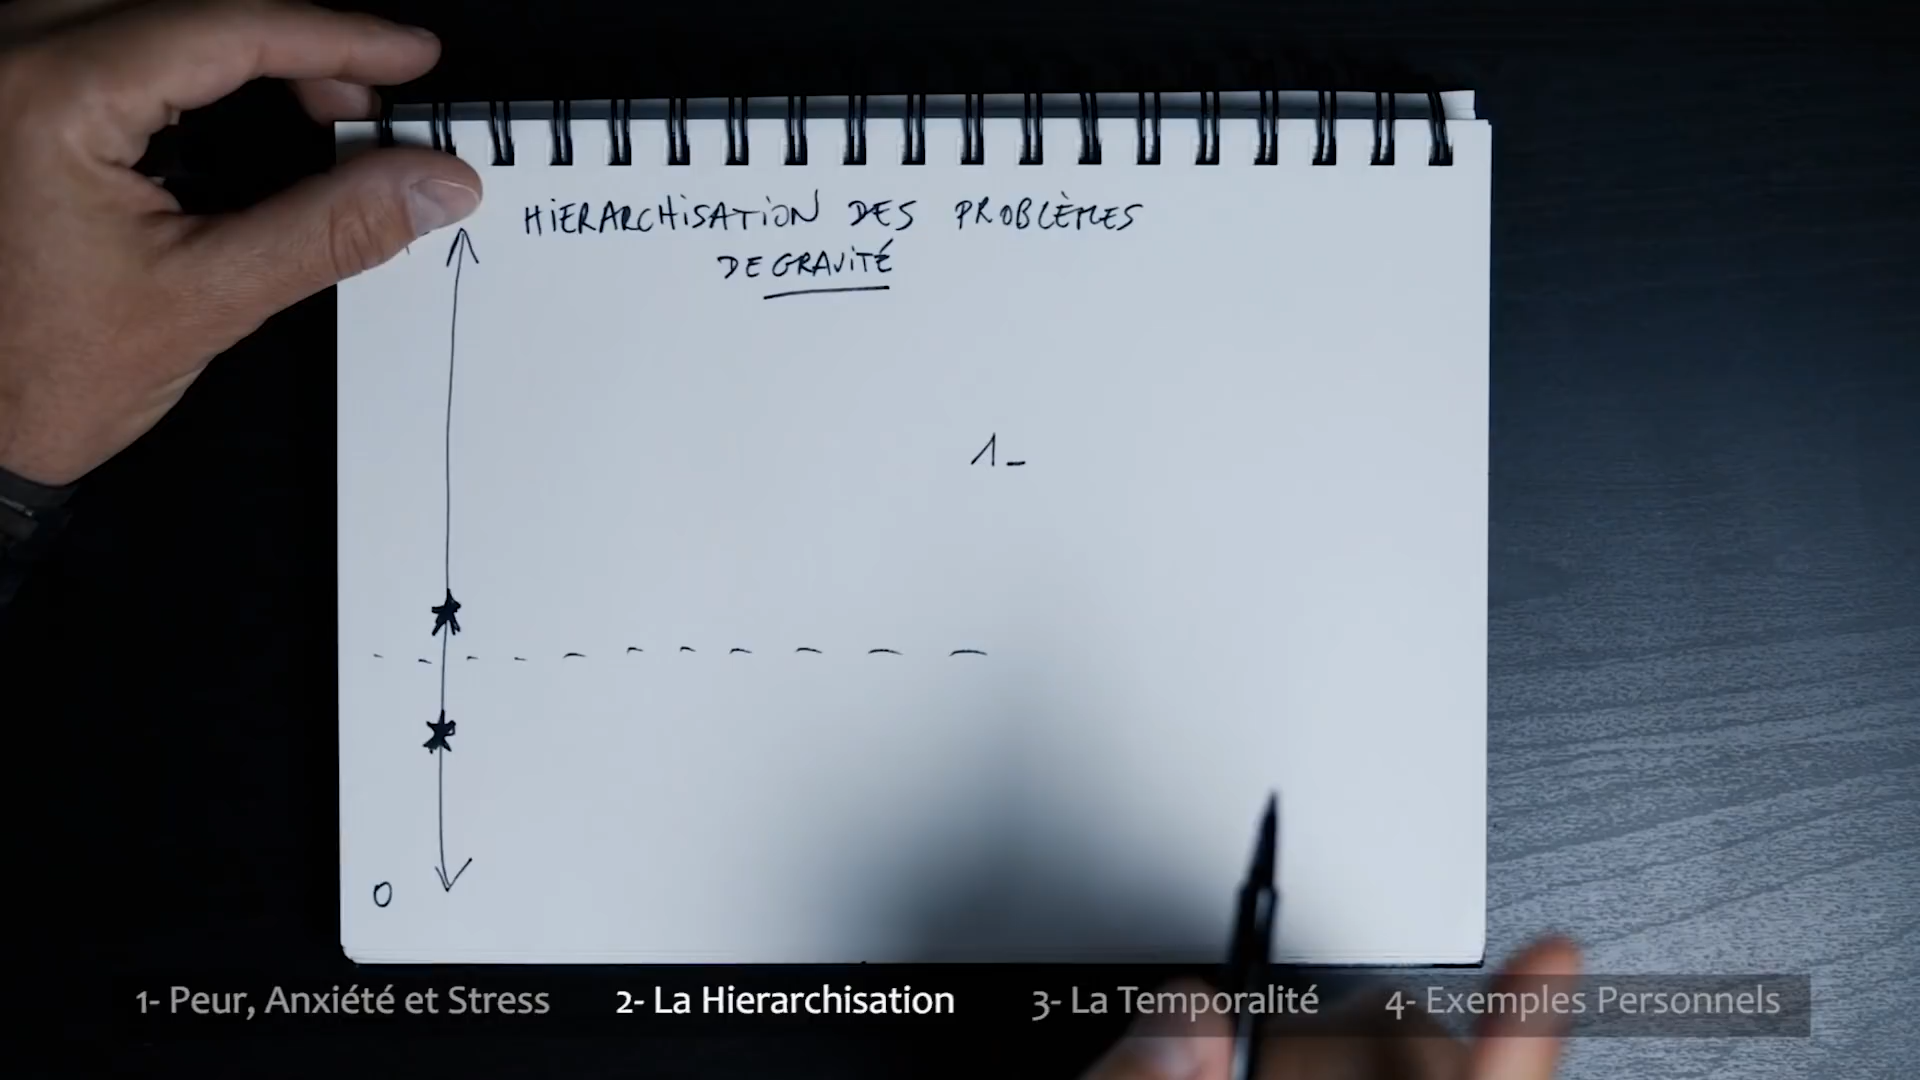 HIERARCHISATION DES PROBLÈMES
DE GRAVITÉ
1-
0
1- Peur, Anxiété et Stress 2- La Hierarchisation 3- La Temporalité 4- Exemples Personnels